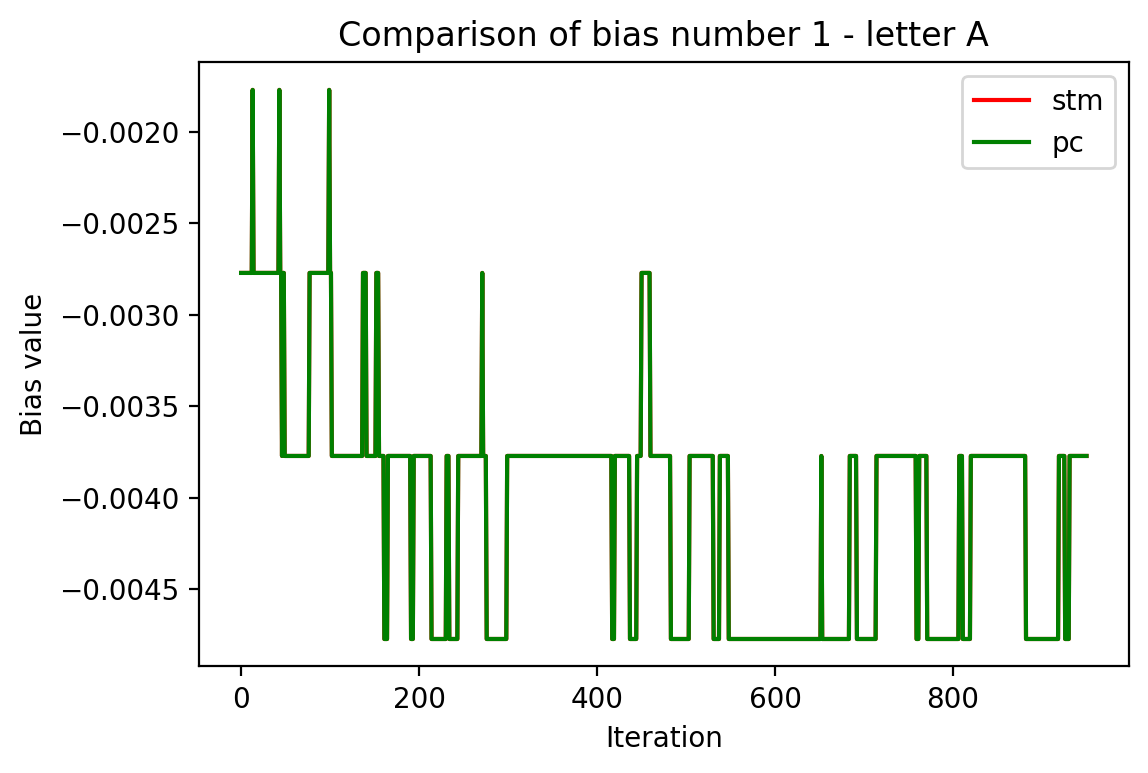 Comparison of bias number 1 - letter A
stm
pc
−0.0020
−0.0025
−0.0030
−0.0035
−0.0040
−0.0045
Bias value
0 200 400 600 800
Iteration